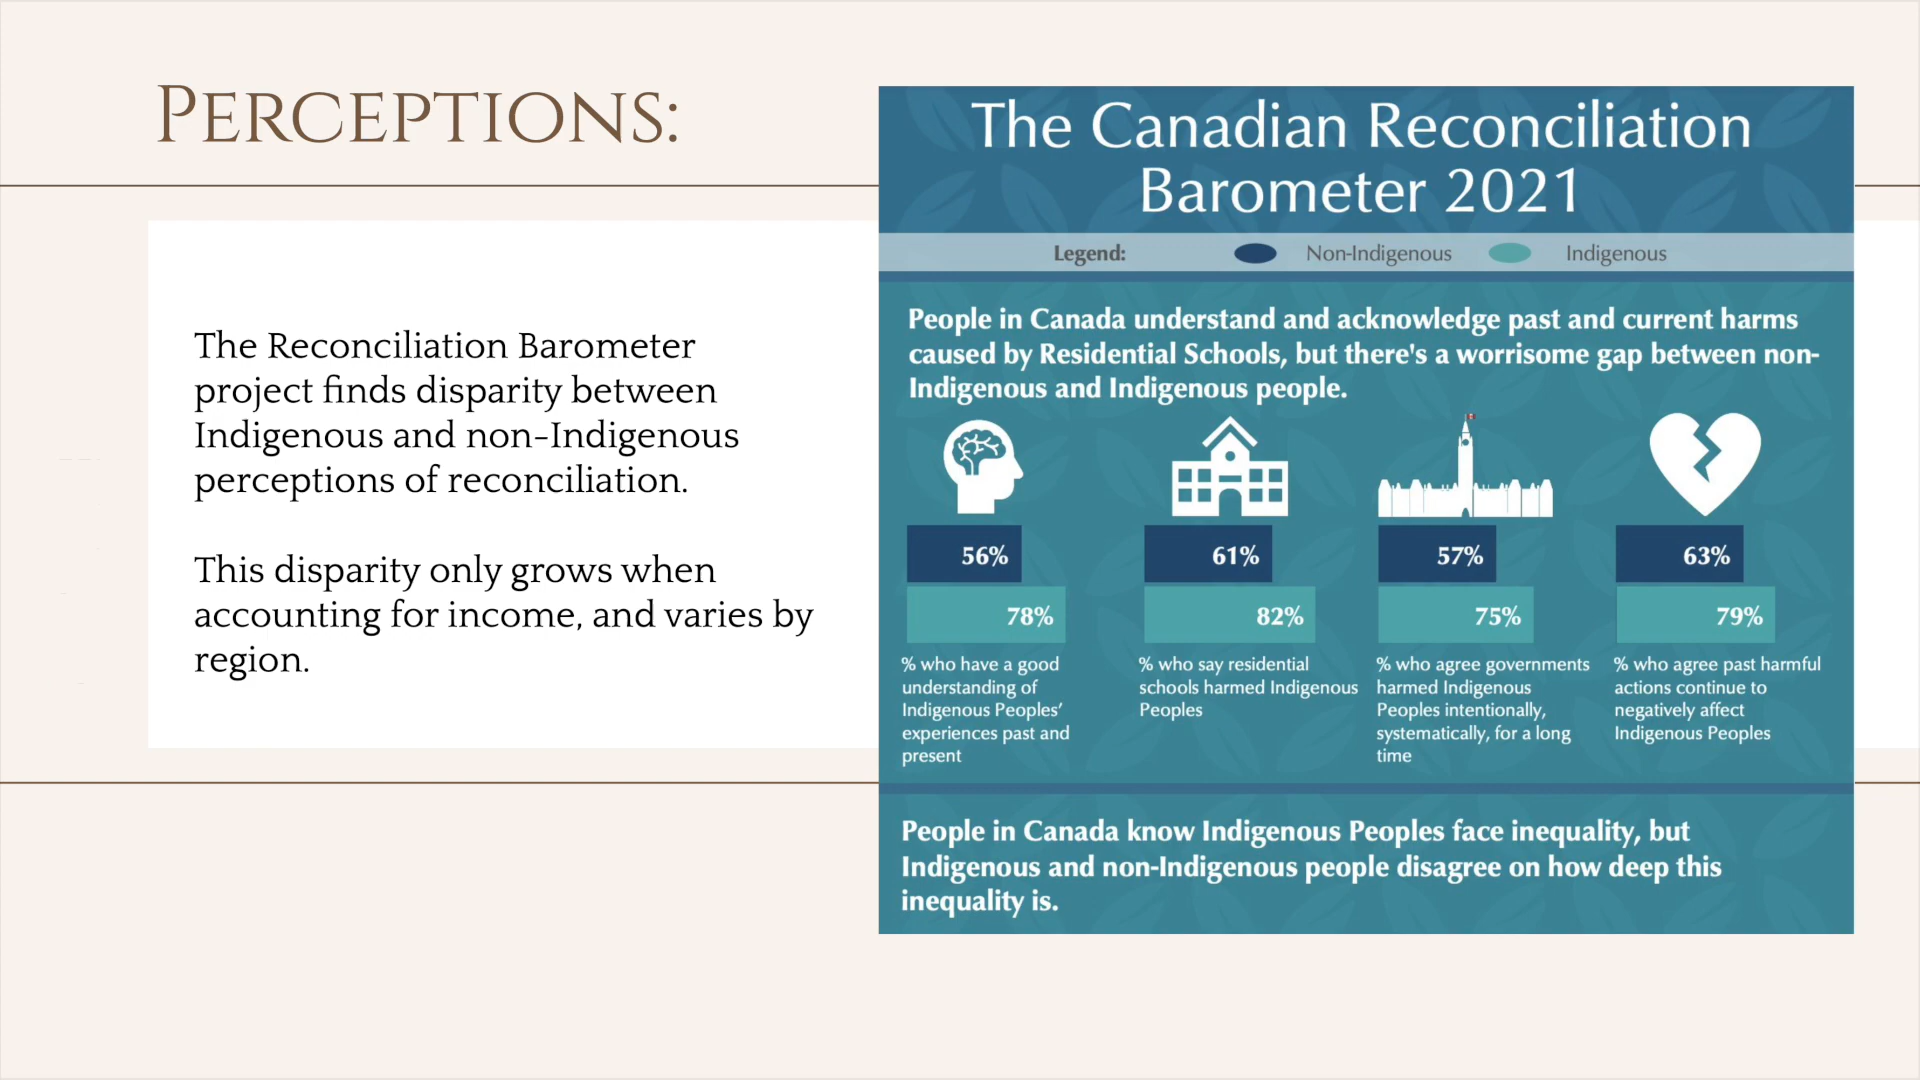 PERCEPTIONS:
The Reconciliation Barometer
project finds disparity between
Indigenous and non-Indigenous
perceptions of reconciliation.
This disparity only grows when
accounting for income, and varies by
region.
The Canadian Reconciliation
Barometer 2021
Legend: Non-Indigenous Indigenous
People in Canada understand and acknowledge past and current harms
caused by Residential Schools, but there's a worrisome gap between non-
Indigenous and Indigenous people.
56%
78%
% who have a good
understanding of
Indigenous Peoples’
experiences past and
present
61%
82%
% who say residential
schools harmed Indigenous
Peoples
57%
75%
% who agree governments
harmed Indigenous
Peoples intentionally,
systematically, for a long
time
63%
79%
% who agree past harmful
actions continue to
negatively affect
Indigenous Peoples
People in Canada know Indigenous Peoples face inequality, but
Indigenous and non-Indigenous people disagree on how deep this
inequality is.